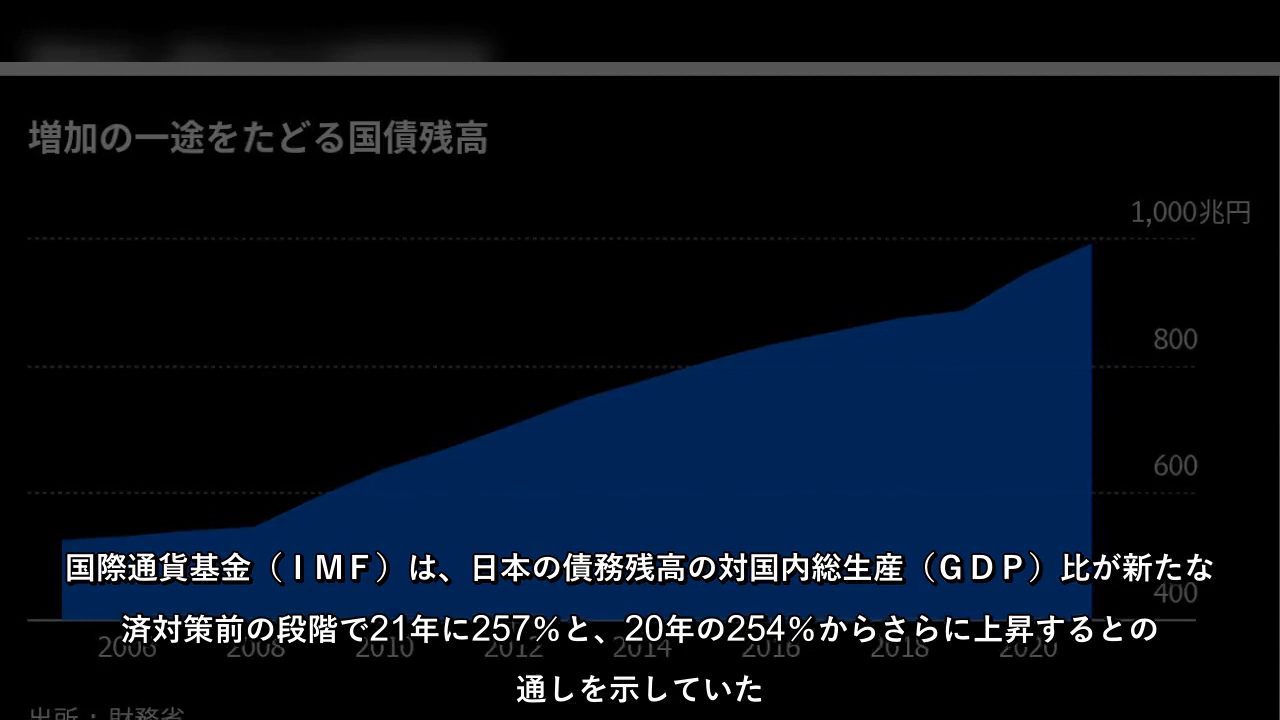 増加の一途をたどる国債残高
1,000兆円
800
600
国際通貨基金（ＩＭＦ）は、日本の債務残高の対国内総生産（ＧＤＰ）比が新たな
400
済対策前の段階で21年に257%と、20年の254%からさらに上昇するとの
2006 2008 2010 2012 2014 2016 2018 2020
通しを示していた
出所：財務省